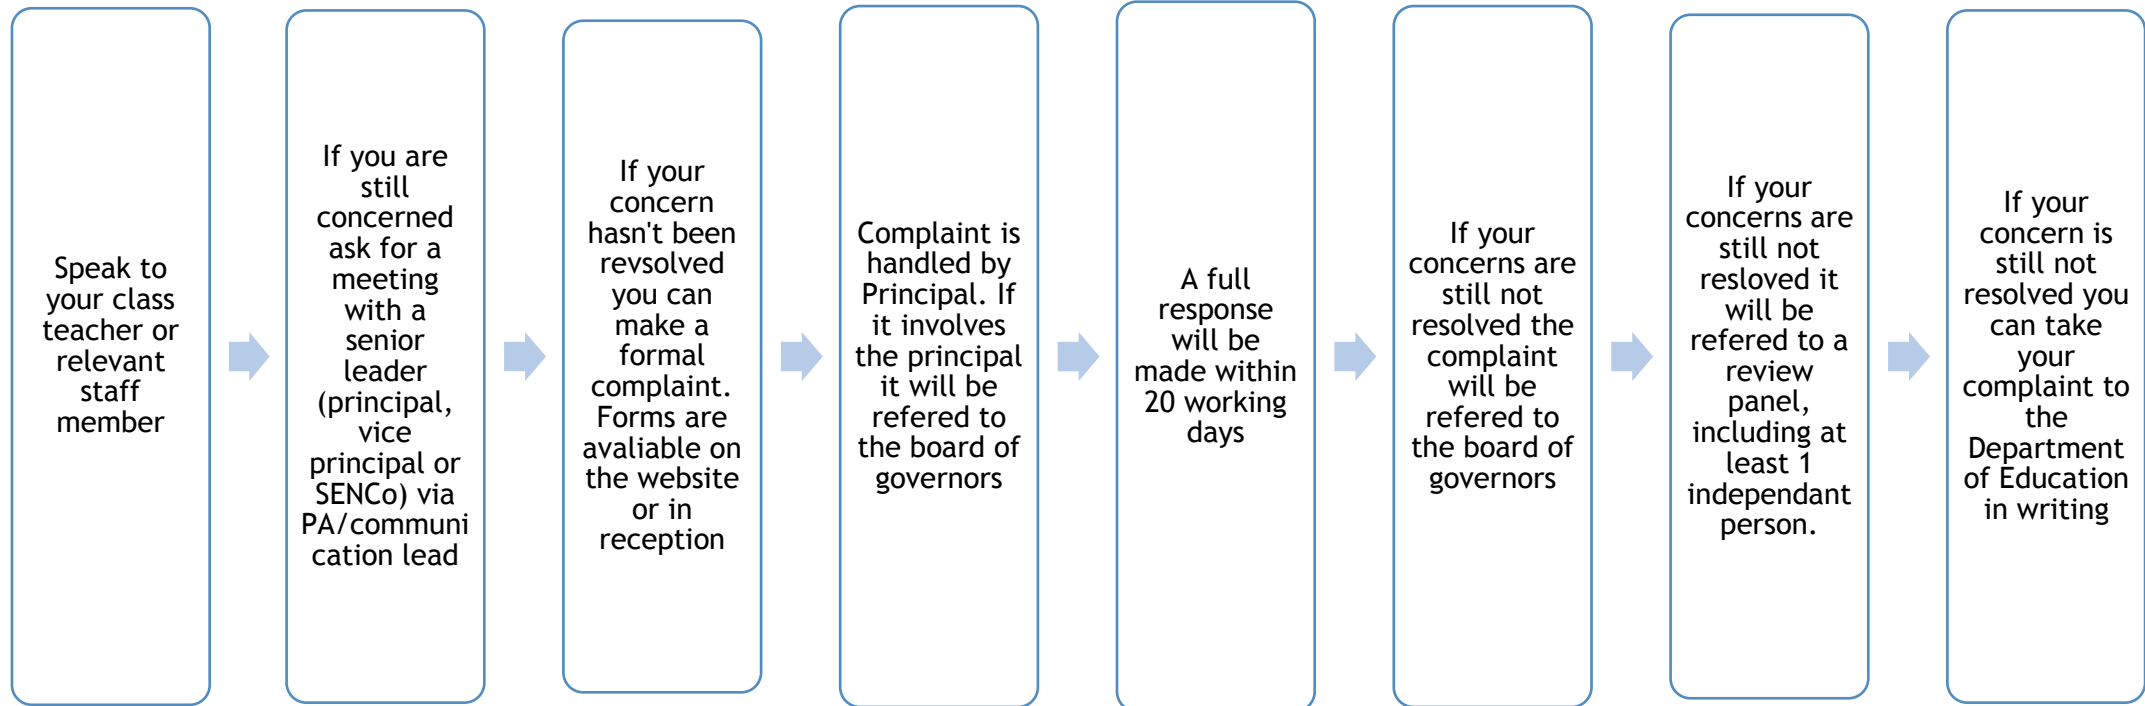 Speak to
your class
teacher or
relevant
staff
member
If you are
still
concerned
ask for a
meeting
with a
senior
leader
(principal,
vice
principal or
SENCo) via
PA/communi
cation lead
If your
concern
hasn't been
revsolved
you can
make a
formal
complaint.
Forms are
avaliable on
the website
or in
reception
Complaint is
handled by
Principal. If
it involves
the principal
it will be
refered to
the board of
governors
A full
response
will be
made within
20 working
days
If your
concerns are
still not
resolved the
complaint
will be
refered to
the board of
governors
If your
concerns are
still not
resloved it
will be
refered to a
review
panel,
including at
least 1
independant
person.
If your
concern is
still not
resolved you
can take
your
complaint to
the
Department
of Education
in writing